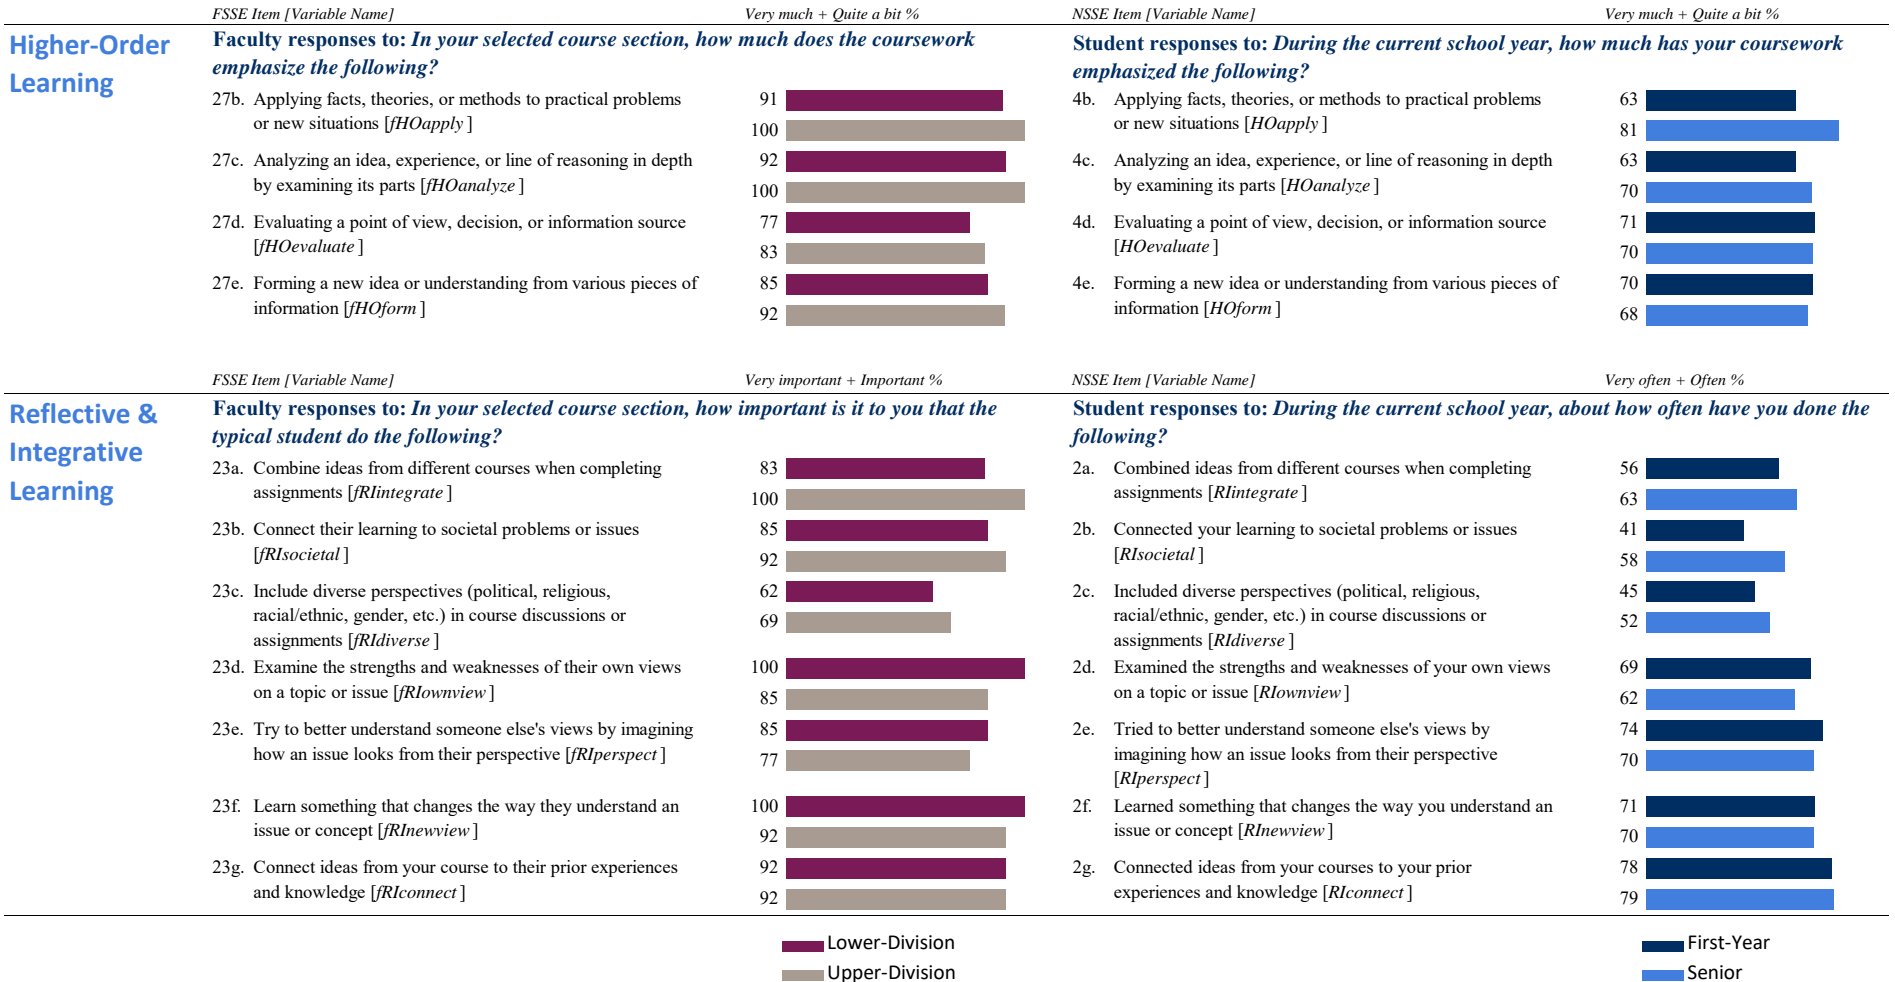 FSSE Item [Variable Name] Very much + Quite a bit % NSSE Item [Variable Name] Very much + Quite a bit %
Higher-Order
Learning
Faculty responses to: In your selected course section, how much does the coursework
emphasize the following?
27b. Applying facts, theories, or methods to practical problems 91
or new situations [fHOapply ]
100
27c. Analyzing an idea, experience, or line of reasoning in depth 92
by examining its parts [fHOanalyze ]
100
27d. Evaluating a point of view, decision, or information source 77
[fHOevaluate ]
83
27e. Forming a new idea or understanding from various pieces of 85
information [fHOform ]
92
Student responses to: During the current school year, how much has your coursework
emphasized the following?
4b. Applying facts, theories, or methods to practical problems 63
or new situations [HOapply ]
81
4c. Analyzing an idea, experience, or line of reasoning in depth 63
by examining its parts [HOanalyze ]
70
4d. Evaluating a point of view, decision, or information source 71
[HOevaluate ]
70
4e. Forming a new idea or understanding from various pieces of 70
information [HOform ]
68
FSSE Item [Variable Name] Very important + Important % NSSE Item [Variable Name] Very often + Often %
Reflective &
Integrative
Learning
Faculty responses to: In your selected course section, how important is it to you that the
typical student do the following?
23a. Combine ideas from different courses when completing 83
assignments [fRIintegrate ]
100
23b. Connect their learning to societal problems or issues 85
[fRIsocietal ]
92
23c. Include diverse perspectives (political, religious, 62
racial/ethnic, gender, etc.) in course discussions or
69
assignments [fRIdiverse ]
23d. Examine the strengths and weaknesses of their own views 100
on a topic or issue [fRIownview ]
85
23e. Try to better understand someone else's views by imagining 85
how an issue looks from their perspective [fRIperspect ]
77
23f. Learn something that changes the way they understand an 100
issue or concept [fRInewview ]
92
23g. Connect ideas from your course to their prior experiences 92
and knowledge [fRIconnect ]
92
Student responses to: During the current school year, about how often have you done the
following?
2a. Combined ideas from different courses when completing 56
assignments [RIintegrate ]
63
2b. Connected your learning to societal problems or issues 41
[RIsocietal ]
58
2c. Included diverse perspectives (political, religious, 45
racial/ethnic, gender, etc.) in course discussions or
52
assignments [RIdiverse ]
2d. Examined the strengths and weaknesses of your own views 69
on a topic or issue [RIownview ]
62
2e. Tried to better understand someone else's views by 74
imagining how an issue looks from their perspective
70
[RIperspect ]
2f. Learned something that changes the way you understand an 71
issue or concept [RInewview ]
70
2g. Connected ideas from your courses to your prior 78
experiences and knowledge [RIconnect ]
79
Lower-Division
Upper-Division
First-Year
Senior